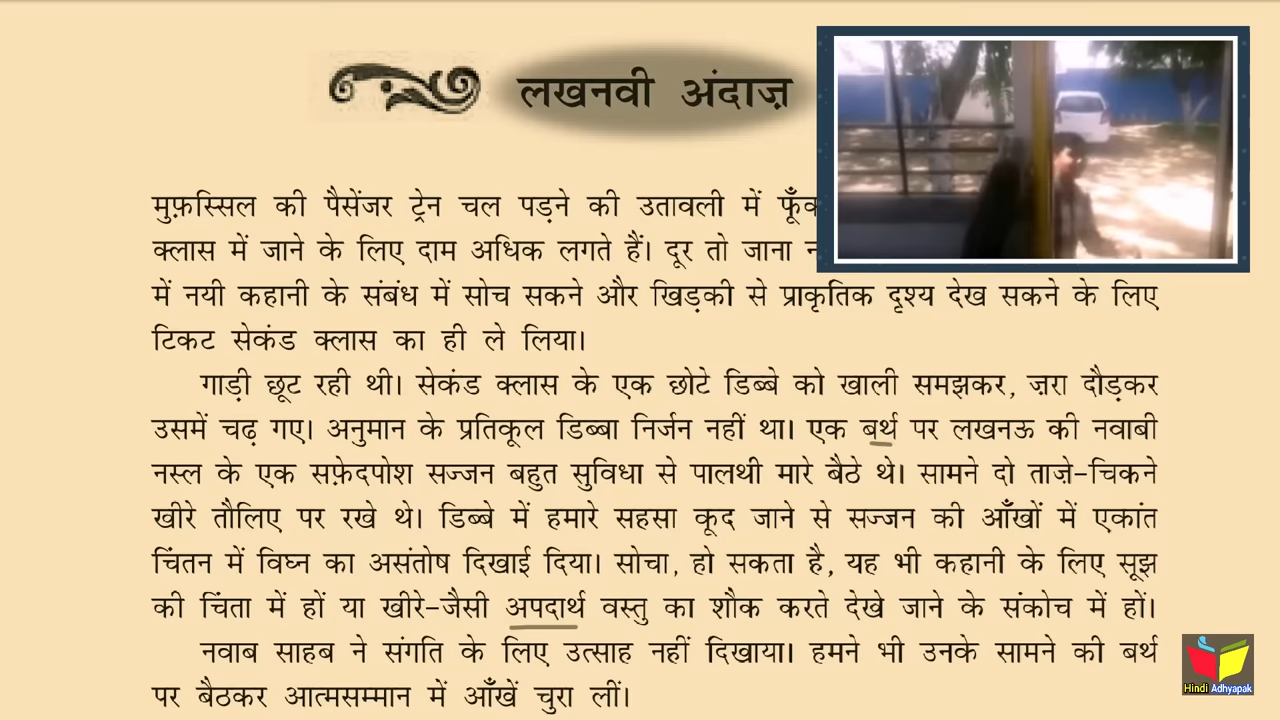 लखनवी अंदाज़
मुफ़स्सिल की पैसेंजर ट्रेन चल पड़ने की उतावली में
क्लास में जाने के लिए दाम अधिक लगते हैं। दूर तो जाना
में नयी कहानी के संबंध में सोच सकने और खिड़की से प्राकृतिक दृश्य देख सकने के लिए
टिकट सेकंड क्लास का ही ले लिया।
गाड़ी छूट रही थी। सेकंड क्लास के एक छोटे डिब्बे को खाली समझकर, ज़रा दौड़कर
उसमें चढ़ गए। अनुमान के प्रतिकूल डिब्बा निर्जन नहीं था। एक बर्थ पर लखनऊ की नवाबी
नस्ल के एक सफ़ेदपोश सज्जन बहुत सुविधा से पालथी मारे बैठे थे। सामने दो ताज़े-चिकने
खीरे तौलिए पर रखे थे। डिब्बे में हमारे सहसा कूद जाने से सज्जन की आँखों में एकांत
चिंतन में विघ्न का असंतोष दिखाई दिया। सोचा, हो सकता है, यह भी कहानी के लिए सूझ
की चिंता में हों या खीरे-जैसी अपदार्थ वस्तु का शौक करते देखे जाने के संकोच में हों।
नवाब साहब ने संगति के लिए उत्साह नहीं दिखाया। हमने भी उनके सामने की बर्थ
पर बैठकर आत्मसम्मान में आँखें चुरा लीं।
Hindi Adhyapak